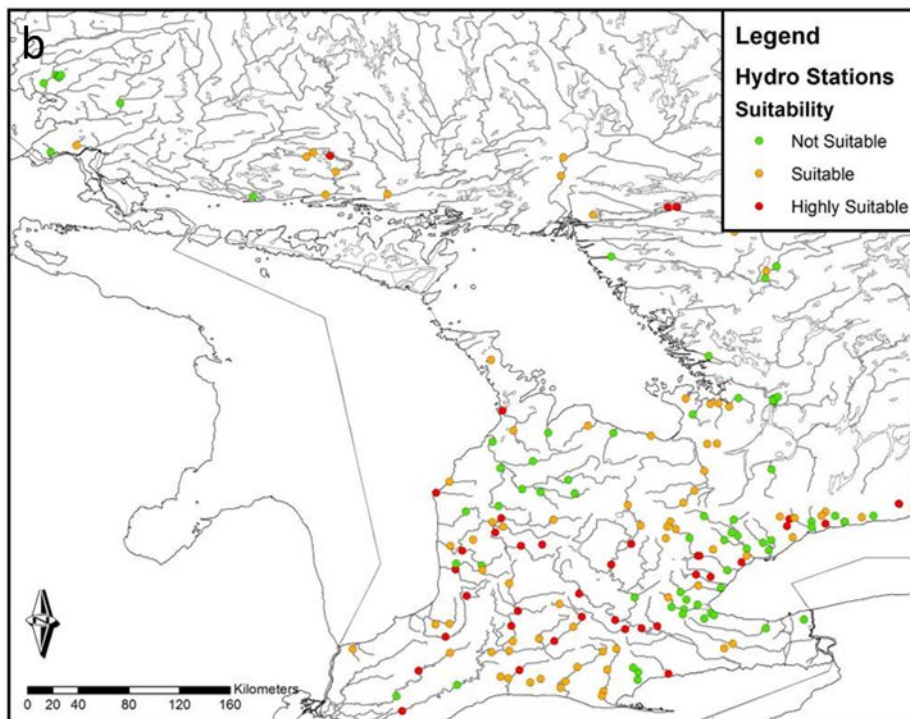 b
Legend
Hydro Stations
Suitability
Not Suitable
Suitable
Highly Suitable
N
Kilometers
0 20 40 80 120 160